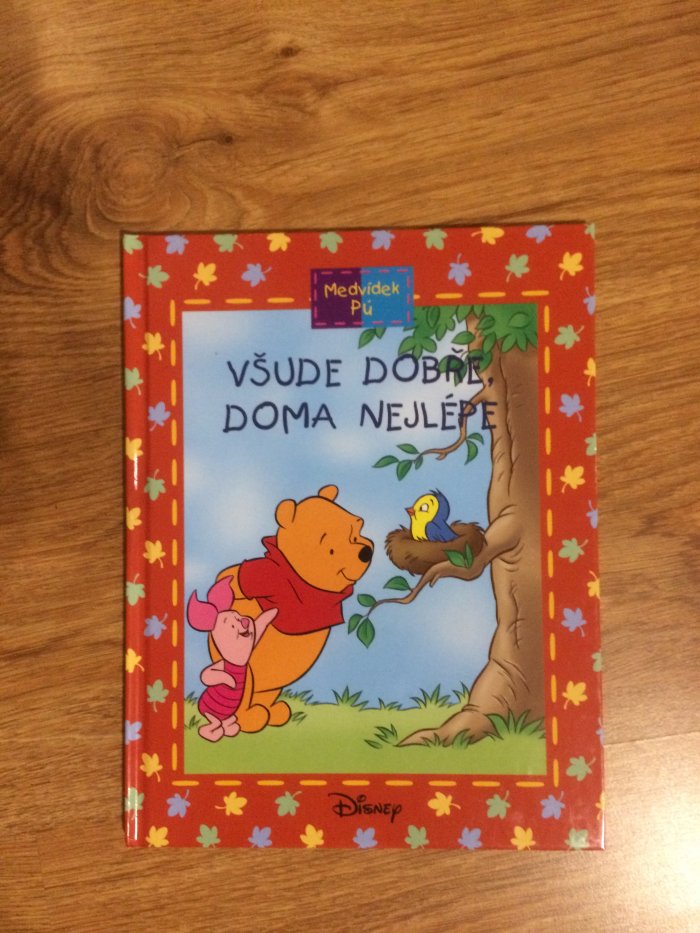 Medvídek
Pú
VŠUDE DOBŘE,
DOMA NEJLÉPE
Disney